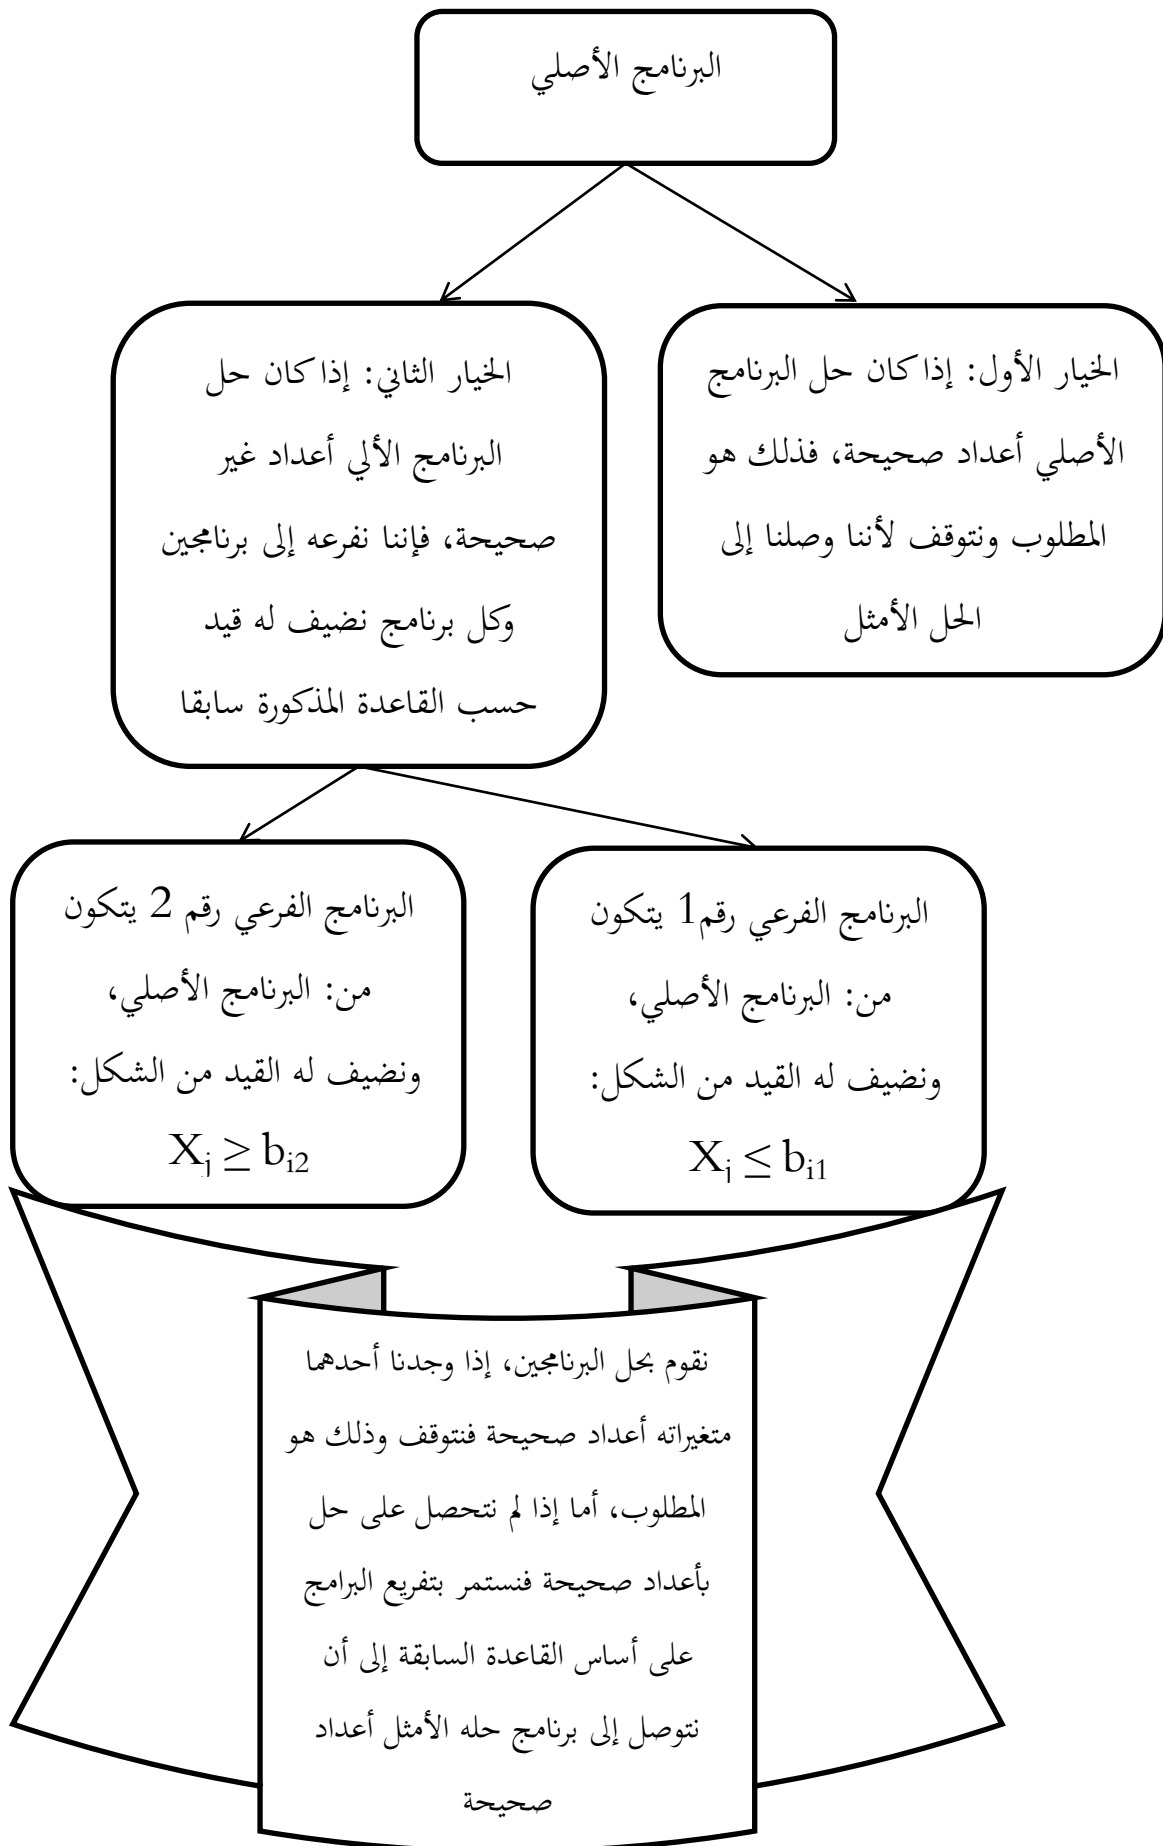 البرنامج الأصلي
الخيار الأول: إذا كان حل البرنامج
الأصلي أعداد صحيحة، فذلك هو
المطلوب ونتوقف لأننا وصلنا إلى
الحل الأمثل
الخيار الثاني: إذا كان حل
البرنامج الألي أعداد غير
صحيحة، فإننا نفرعه إلى برنامجين
وكل برنامج نضيف له قيد
حسب القاعدة المذكورة سابقا
البرنامج الفرعي رقم1 يتكون
من: البرنامج الأصلي،
ونضيف له القيد من الشكل:
Xj ≤ bi1
البرنامج الفرعي رقم 2 يتكون
من: البرنامج الأصلي،
ونضيف له القيد من الشكل:
Xj ≥ bi2
نقوم بحل البرنامجين، إذا وجدنا أحدهما
متغيراته أعداد صحيحة فنتوقف وذلك هو
المطلوب، أما إذا لم نتحصل على حل
بأعداد صحيحة فنستمر بتفريع البرامج
على أساس القاعدة السابقة إلى أن
نتوصل إلى برنامج حله الأمثل أعداد
صحيحة